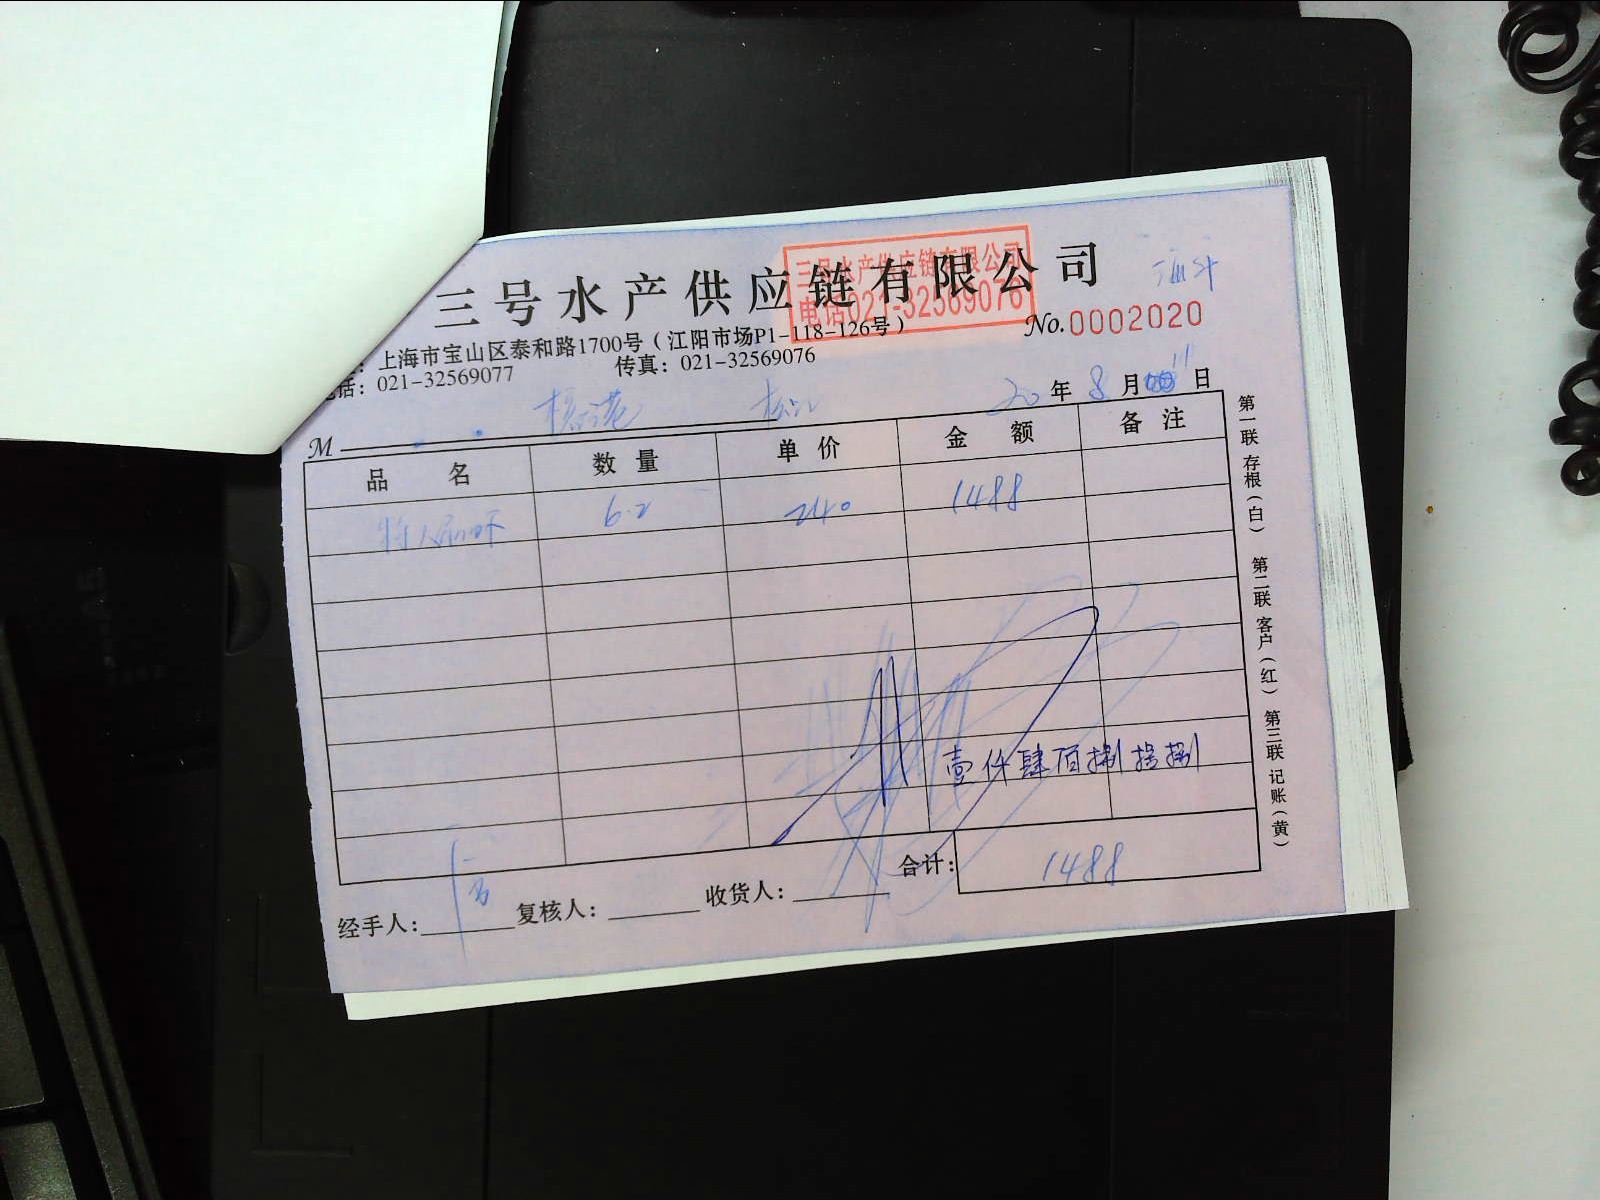 三号水产供应链有限公司
三号水产供应链有限公司
电话021-32569076
No.0002020
：上海市宝山区泰和路1700号（江阳市场P1-118-126号）
话：021-32569077 传真：021-32569076
20年8月11日
M
品名 数量 单价 金额 备注
6.2 240 1488
壹仟肆佰捌拾捌
合计：1488
经手人： 复核人： 收货人：
第一联 存根（白） 第二联 客户（红） 第三联 记账（黄）